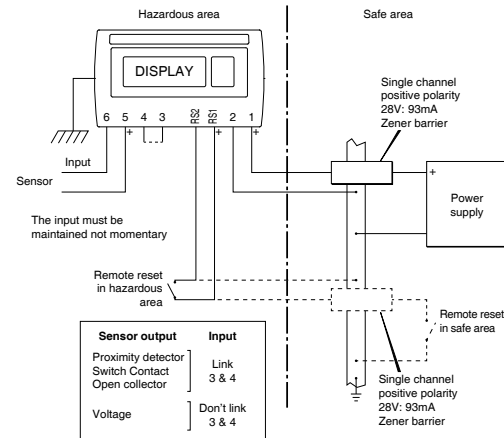 Hazardous area
Safe area
DISPLAY
6 5 4 3 RS2 RS1 2 1
+ + +
Single channel
positive polarity
28V: 93mA
Zener barrier
Input
Sensor
+
Power
supply
The input must be
maintained not momentary
Remote reset
in hazardous
area
Remote reset
in safe area
Sensor output Input
Proximity detector
Switch Contact
Open collector
Link
3 & 4
Voltage
Don't link
3 & 4
Single channel
positive polarity
28V: 93mA
Zener barrier